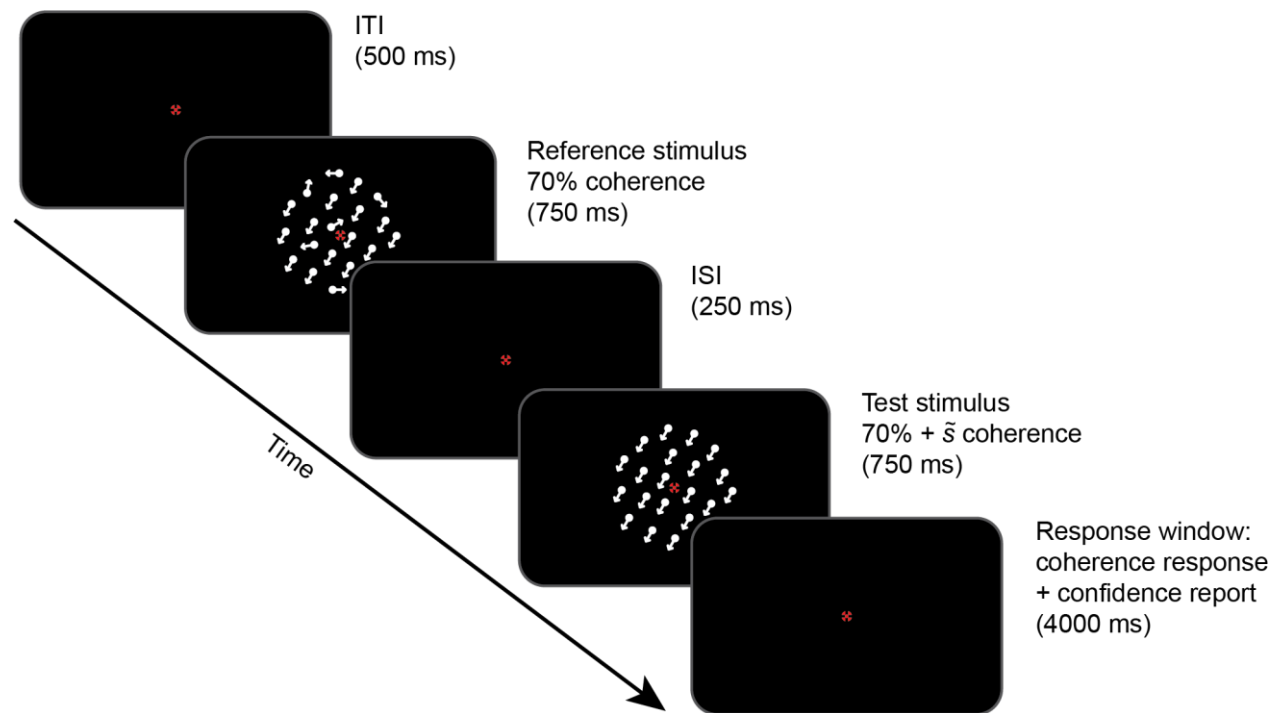 ITI
(500 ms)
Reference stimulus
70% coherence
(750 ms)
ISI
(250 ms)
Test stimulus
70% + s̃ coherence
(750 ms)
Response window:
coherence response
+ confidence report
(4000 ms)
Time